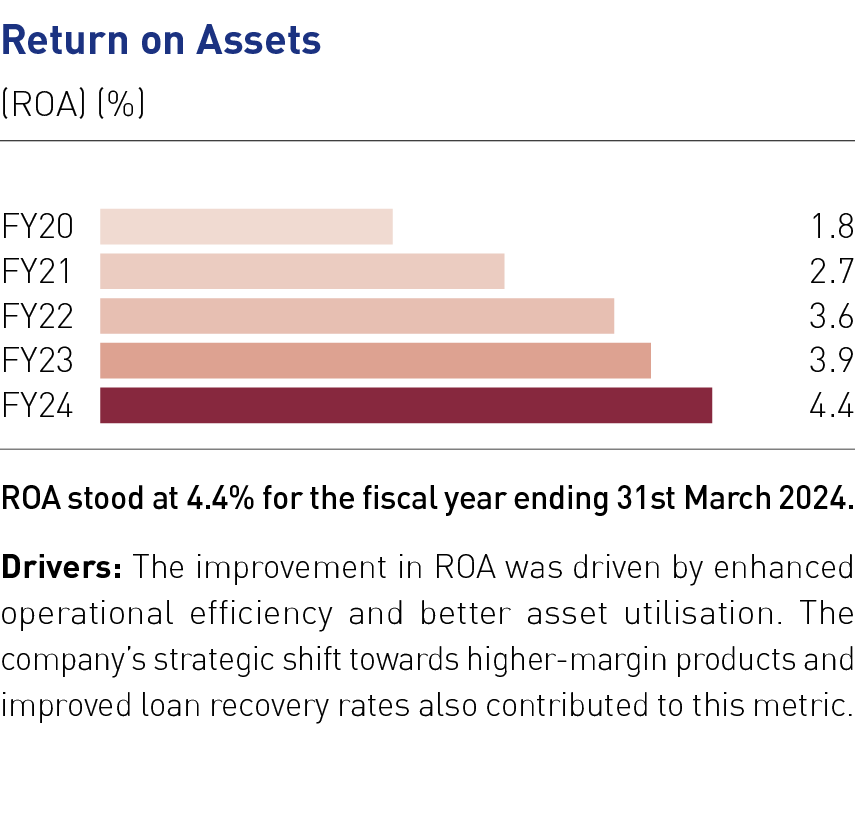 Return on Assets
(ROA) (%)
FY20 1.8
FY21 2.7
FY22 3.6
FY23 3.9
FY24 4.4
ROA stood at 4.4% for the fiscal year ending 31st March 2024.
Drivers: The improvement in ROA was driven by enhanced
operational efficiency and better asset utilisation. The
company’s strategic shift towards higher-margin products and
improved loan recovery rates also contributed to this metric.